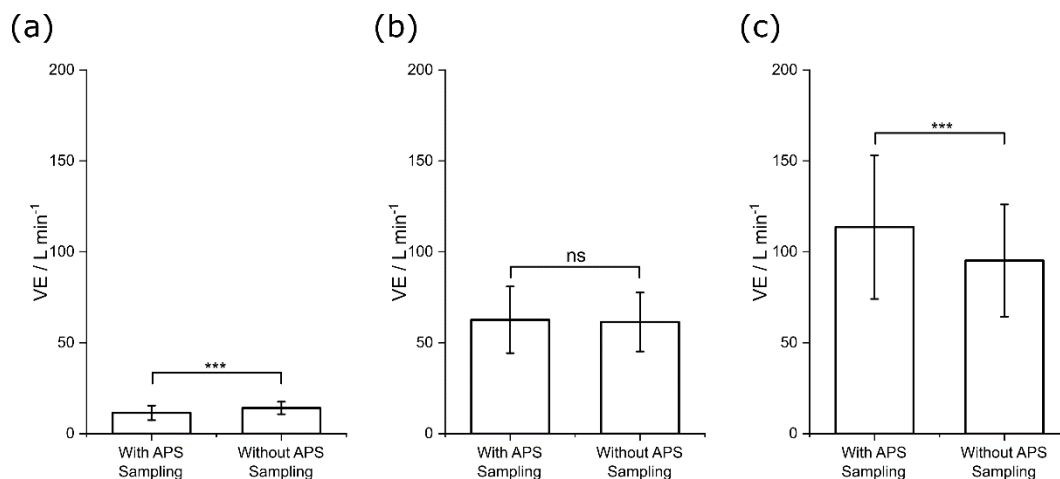 (a)
200
150
100
50
0
VE / L min⁻¹
***
With APS
Sampling
Without APS
Sampling
(b)
200
150
100
50
0
VE / L min⁻¹
ns
With APS
Sampling
Without APS
Sampling
(c)
200
150
100
50
0
VE / L min⁻¹
***
With APS
Sampling
Without APS
Sampling